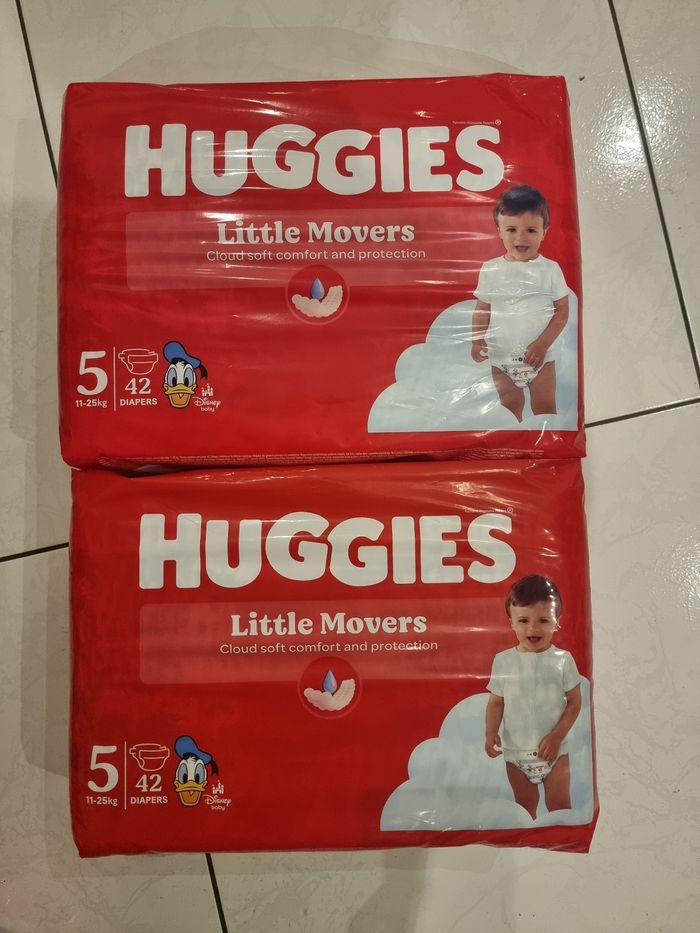 HUGGIES®
Little Movers
Cloud soft comfort and protection
5
11-25kg
42
DIAPERS
Disney
baby
HUGGIES®
Little Movers
Cloud soft comfort and protection
5
11-25kg
42
DIAPERS
Disney
baby